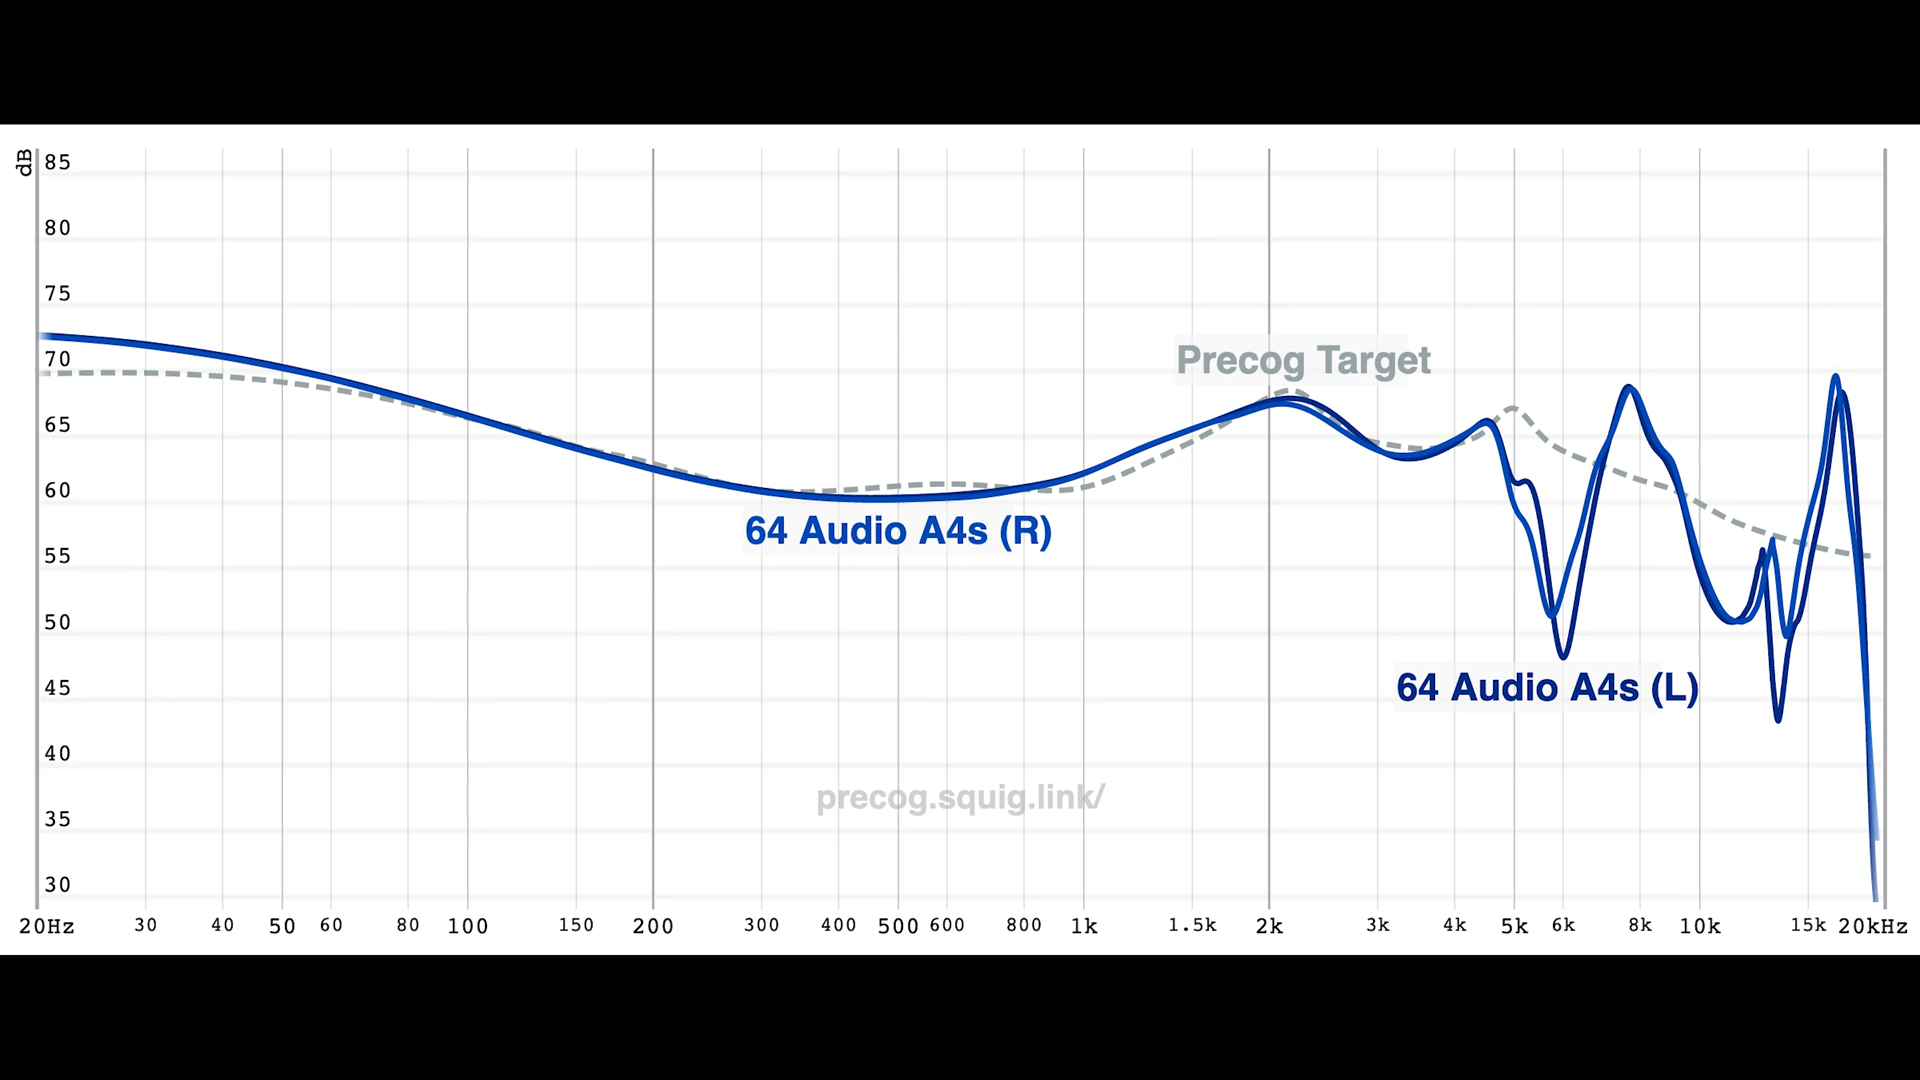 dB
85
80
75
70
65
60
55
50
45
40
35
30
Precog Target
64 Audio A4s (R)
64 Audio A4s (L)
precog.squig.link/
20Hz 30 40 50 60 80 100 150 200 300 400 500 600 800 1k 1.5k 2k 3k 4k 5k 6k 8k 10k 15k 20kHz